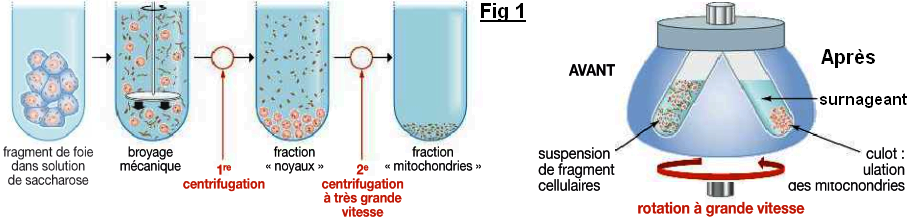 Fig 1
fragment de foie
dans solution
de saccharose
broyage
mécanique
1re
centrifugation
fraction
« noyaux »
2e
centrifugation
à très grande
vitesse
fraction
« mitochondries »
AVANT
Après
surnageant
suspension
de fragment
cellulaires
culot :
ulation
des mitochondries
rotation à grande vitesse